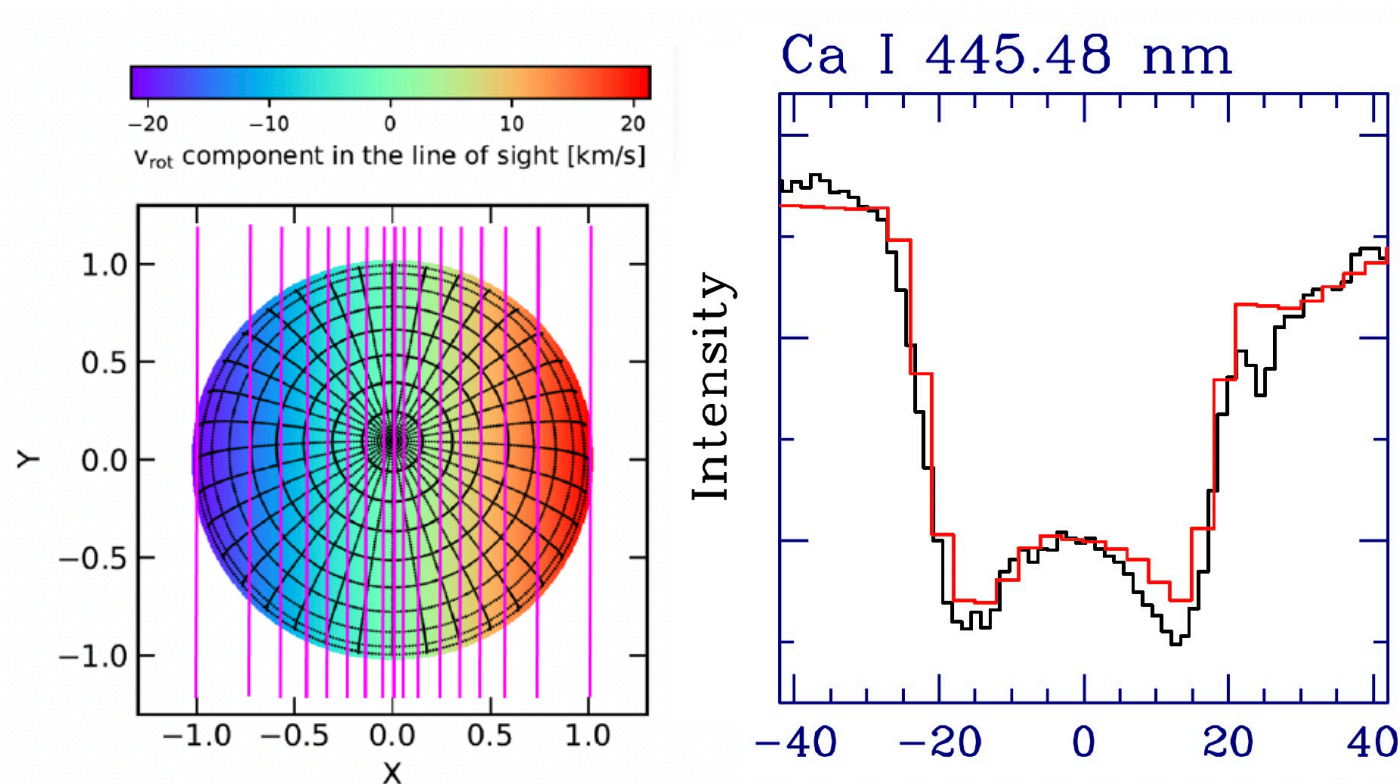 −20 −10 0 10 20
v_rot component in the line of sight [km/s]
1.0
0.5
0.0
−0.5
−1.0
Y
−1.0 −0.5 0.0 0.5 1.0
X
Ca I 445.48 nm
Intensity
−40 −20 0 20 40